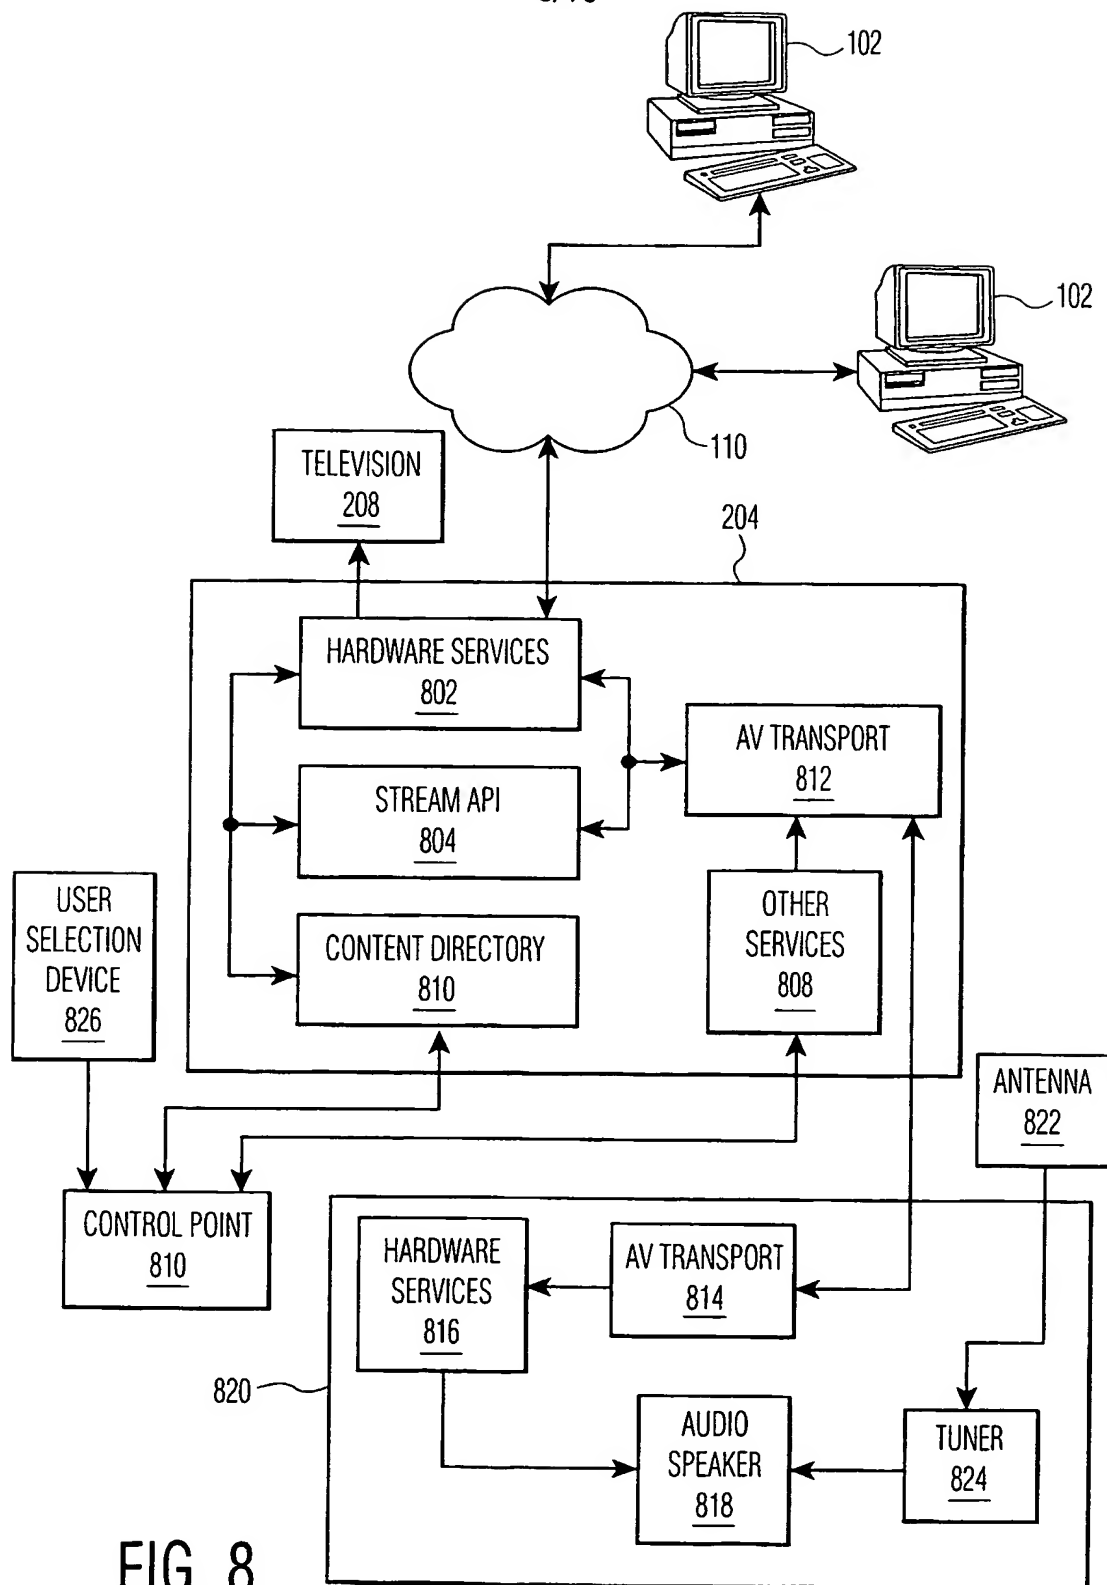 102
102
110
TELEVISION
208
204
HARDWARE SERVICES
802
AV TRANSPORT
812
STREAM API
804
USER
SELECTION
DEVICE
826
OTHER
SERVICES
808
CONTENT DIRECTORY
810
ANTENNA
822
CONTROL POINT
810
HARDWARE
SERVICES
816
AV TRANSPORT
814
820
AUDIO
SPEAKER
818
TUNER
824
FIG. 8